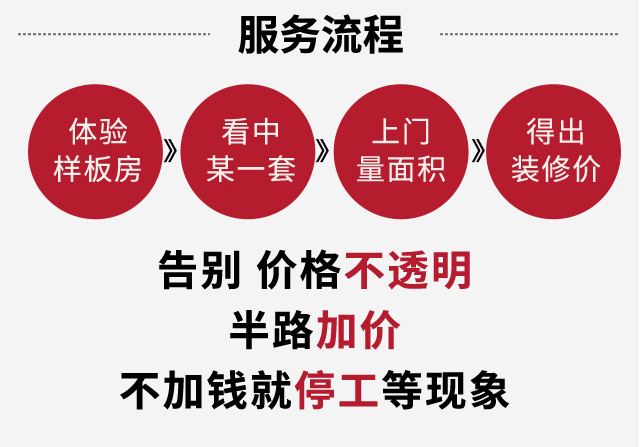 服务流程
体验
样板房
》
看中
某一套
》
上门
量面积
》
得出
装修价
告别 价格不透明
半路加价
不加钱就停工等现象